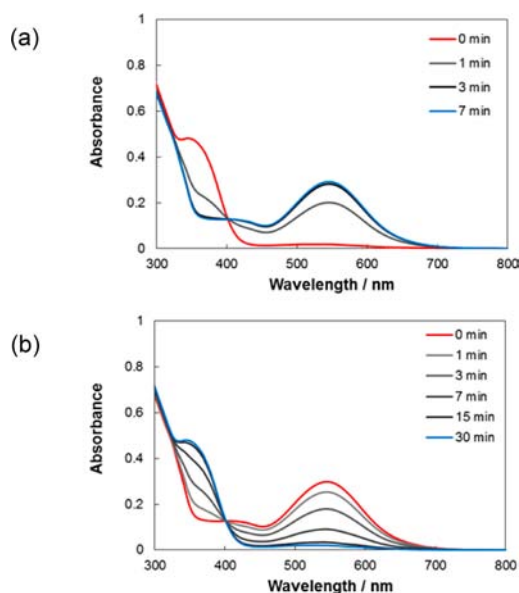 (a)
1
0.8
0.6
0.4
0.2
0
Absorbance
0 min
1 min
3 min
7 min
300 400 500 600 700 800
Wavelength / nm
(b)
1
0.8
0.6
0.4
0.2
0
Absorbance
0 min
1 min
3 min
7 min
15 min
30 min
300 400 500 600 700 800
Wavelength / nm